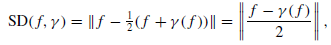 SD(f, γ) = ‖f − ½(f + γ(f))‖ = ‖ (f − γ(f)) / 2 ‖,